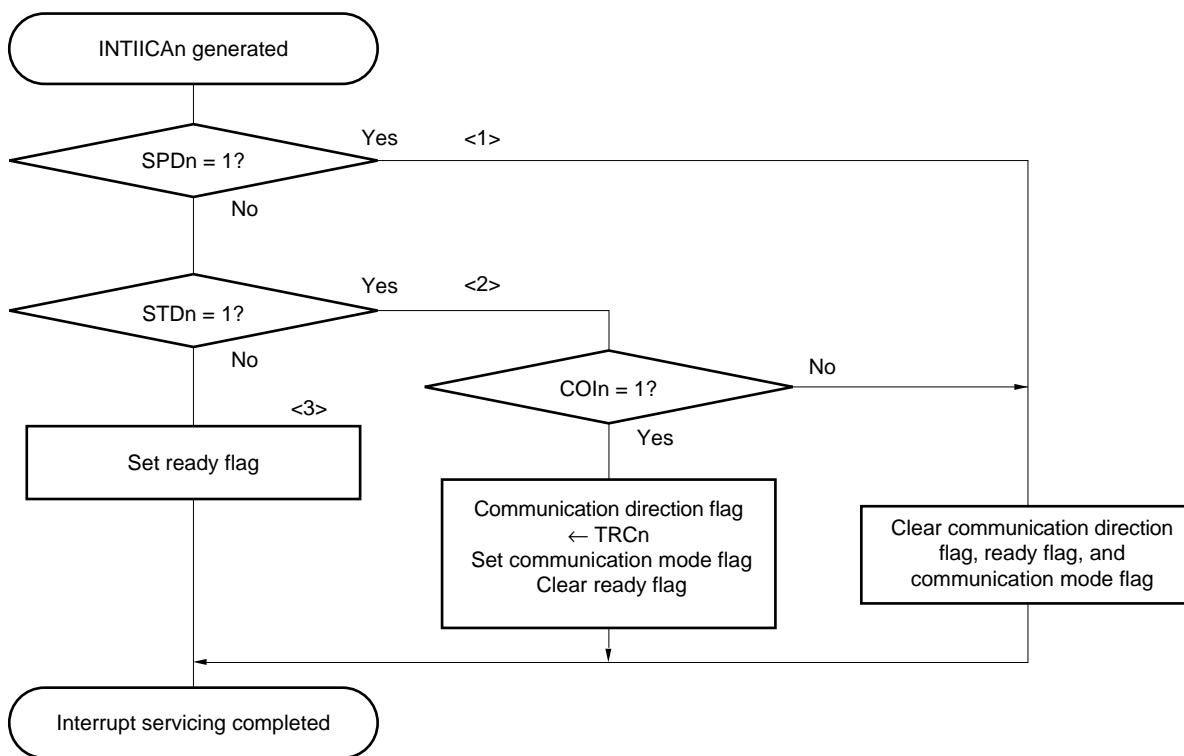 INTIICAn generated
Yes
<1>
SPDn = 1?
No
Yes
<2>
STDn = 1?
No
No
COIn = 1?
<3>
Yes
Set ready flag
Communication direction flag
← TRCn
Set communication mode flag
Clear ready flag
Clear communication direction
flag, ready flag, and
communication mode flag
Interrupt servicing completed